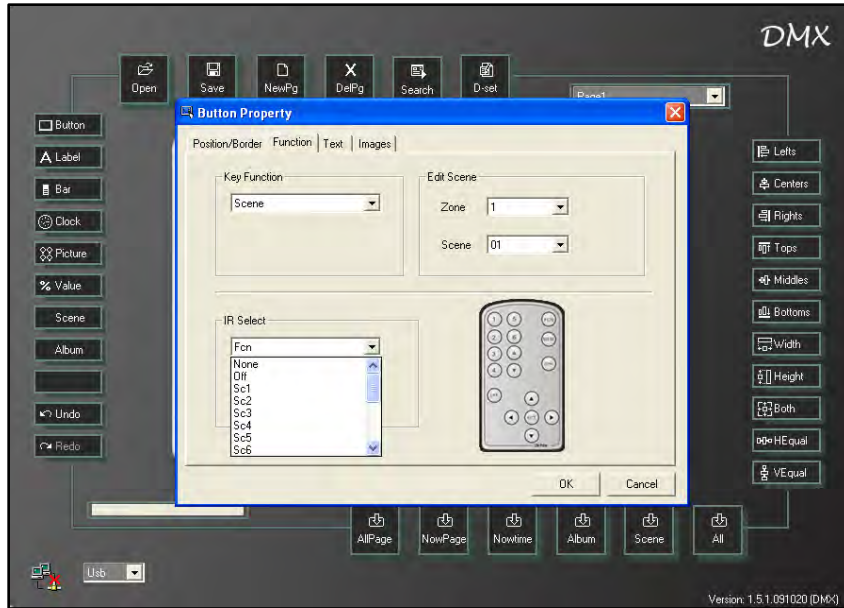 DMX
Open Save NewPg DelPg Search D-set
Page1
Button Property
Position/Border Function Text Images
Button
Label
Bar
Clock
Picture
Value
Scene
Album
Undo
Redo
Key Function
Scene
Edit Scene
Zone 1
Scene 01
IR Select
Fcn
None
Off
Sc1
Sc2
Sc3
Sc4
Sc5
Sc6
OK Cancel
Lefts
Centers
Rights
Tops
Middles
Bottoms
Width
Height
Both
HEqual
VEqual
AllPage NowPage Nowtime Album Scene All
Usb
Version: 1.5.1.091020 (DMX)